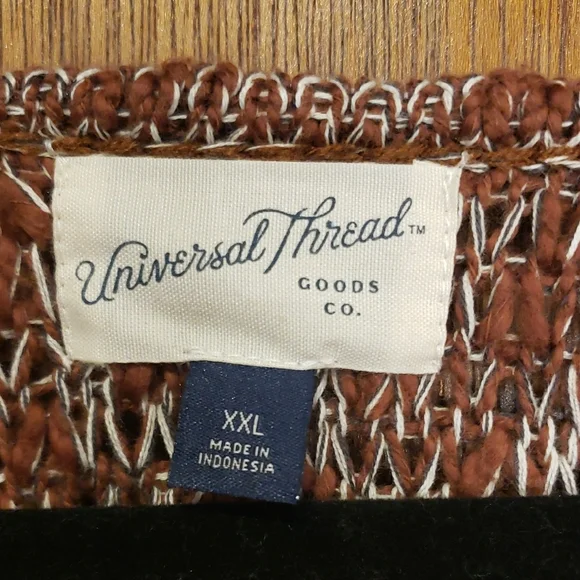 Universal Thread™
GOODS
CO.
XXL
MADE IN
INDONESIA